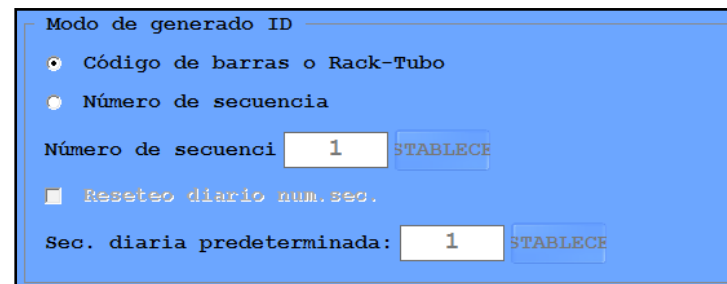 Modo de generado ID
Código de barras o Rack-Tubo
Número de secuencia
Número de secuenci 1 STABLECE
Reseteo diario num.sec.
Sec. diaria predeterminada: 1 STABLECE